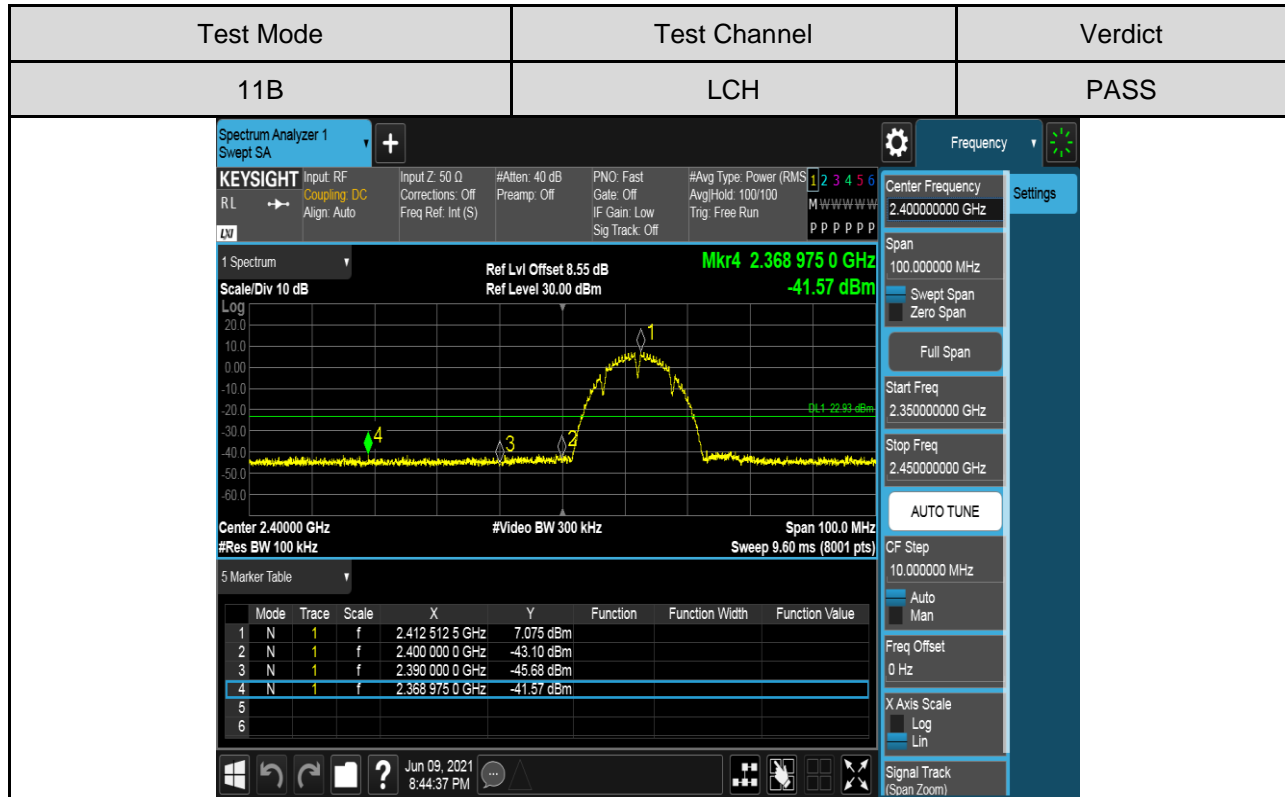 Test Mode Test Channel Verdict
11B LCH PASS
Spectrum Analyzer 1
Swept SA
+
Frequency
KEYSIGHT
RL
LXI
Input: RF
Coupling: DC
Align: Auto
Input Z: 50 Ω
Corrections: Off
Freq Ref: Int (S)
#Atten: 40 dB
Preamp: Off
PNO: Fast
Gate: Off
IF Gain: Low
Sig Track: Off
#Avg Type: Power (RMS
Avg|Hold: 100/100
Trig: Free Run
1 2 3 4 5 6
M W W W W W
P P P P P P
1 Spectrum
Scale/Div 10 dB
Ref Lvl Offset 8.55 dB
Ref Level 30.00 dBm
Mkr4 2.368 975 0 GHz
-41.57 dBm
Log
20.0
10.0
0.00
-10.0
-20.0
-30.0
-40.0
-50.0
-60.0
1
2
3
4
DL1 22.93 dBm
Center 2.40000 GHz #Video BW 300 kHz Span 100.0 MHz
#Res BW 100 kHz Sweep 9.60 ms (8001 pts)
5 Marker Table
Mode Trace Scale X Y Function Function Width Function Value
1 N 1 f 2.412 512 5 GHz 7.075 dBm
2 N 1 f 2.400 000 0 GHz -43.10 dBm
3 N 1 f 2.390 000 0 GHz -45.68 dBm
4 N 1 f 2.368 975 0 GHz -41.57 dBm
5
6
?
Jun 09, 2021
8:44:37 PM
Center Frequency
2.400000000 GHz
Settings
Span
100.000000 MHz
Swept Span
Zero Span
Full Span
Start Freq
2.350000000 GHz
Stop Freq
2.450000000 GHz
AUTO TUNE
CF Step
10.000000 MHz
Auto
Man
Freq Offset
0 Hz
X Axis Scale
Log
Lin
Signal Track
(Span Zoom)